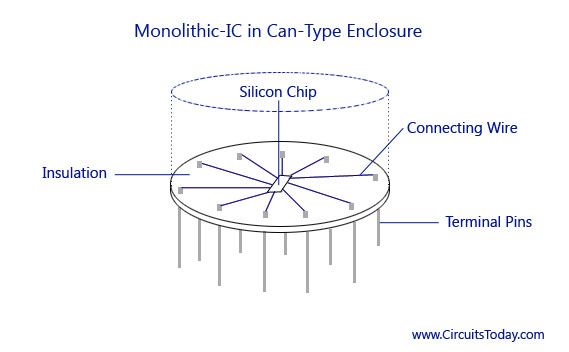 Monolithic-IC in Can-Type Enclosure
Silicon Chip
Connecting Wire
Insulation
Terminal Pins
www.CircuitsToday.com